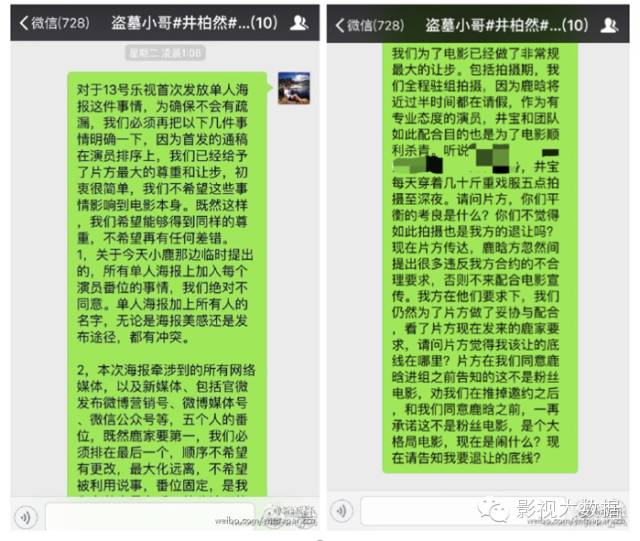 微信(728)
盗墓小哥#井柏然#...(10)
星期二 凌晨1:08
对于13号乐视首次发放单人海
报这件事情，为确保不会有疏
漏，我们必须再把以下几件事
情明确一下，因为首发的通稿
在演员排序上，我们已经给予
了片方最大的尊重和让步，初
衷很简单，我们不希望这些事
情影响到电影本身。既然这样
，我们希望能够得到同样的尊
重，不希望再有任何差错。
1，关于今天小鹿那边临时提出
的，所有单人海报上加入每个
演员番位的事情，我们绝对不
同意。单人海报加上所有人的
名字，无论是海报美感还是发
布途径，都有冲突。
2，本次海报牵涉到的所有网络
媒体，以及新媒体、包括官微
发布微博营销号、微博媒体号
、微信公众号等，五个人的番
位，既然鹿家要第一，我们必
须排在最后一个，顺序不希望
有更改，最大化远离，不希望
被利用说事，番位固定，是我
微信(728)
盗墓小哥#井柏然#...(10)
我们为了电影已经做了非常规
最大的让步。包括拍摄期，我
们全程驻组拍摄，因为鹿晗将
近过半时间都在请假，作为有
专业态度的演员，井宝和团队
如此配合目的也是为了电影顺
利杀青。听说
，井宝
每天穿着几十斤重戏服五点拍
摄至深夜。请问片方，你们平
衡的考良是什么？你们不觉得
如此拍摄也是我方的退让吗？
现在片方传达，鹿晗方忽然间
提出很多违反我方合约的不合
理要求，否则不来配合电影宣
传。我方在他们要求下，我们
仍然为了片方做了妥协与配合
，看了片方现在发来的鹿家要
求，请问片方觉得我该让的底
线在哪里？片方在我们同意鹿
晗进组之前告知的这不是粉丝
电影，劝我们在推掉邀约之后
，和我们同意鹿晗之前，一再
承诺这不是粉丝电影，是个大
格局电影，现在是闹什么？现
在请告知我要退让的底线？
影视大数据